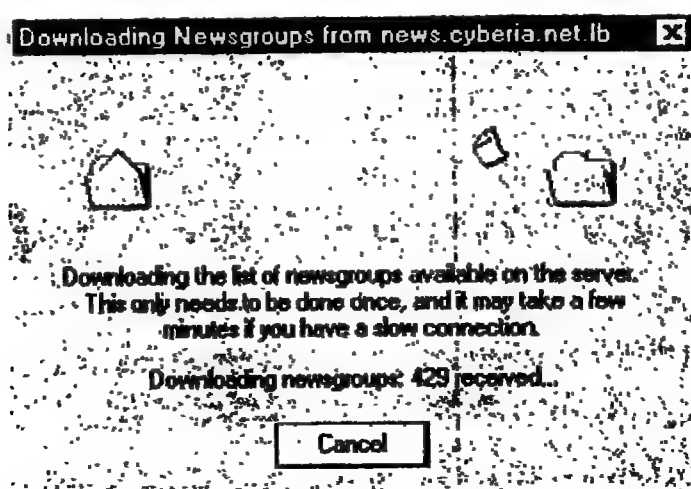 Downloading Newsgroups from news.cyberia.net.lb
Downloading the list of newsgroups available on the server.
This only needs to be done once, and it may take a few
minutes if you have a slow connection.
Downloading newsgroups: 429 received...
Cancel